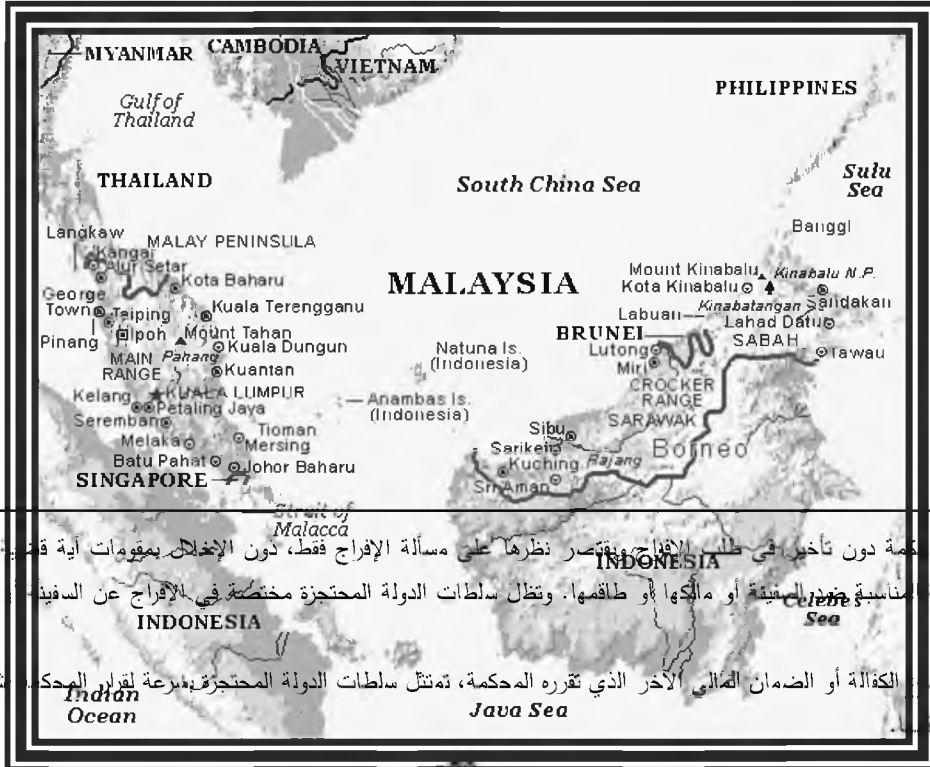 MYANMAR
CAMBODIA
VIETNAM
PHILIPPINES
Gulf of
Thailand
THAILAND
South China Sea
Sulu
Sea
Banggi
Langkaw
MALAY PENINSULA
Kangar
Alur Setar
Kota Baharu
MALAYSIA
Mount Kinabalu
Kinabalu N.P.
Kota Kinabalu
George
Town
Kuala Terengganu
Taiping
Kinabatangan
Sandakan
Labuan
Lahad Datu
Pinang
Ipoh
Mount Tahan
BRUNEI
SABAH
Kuala Dungun
Natuna Is.
(Indonesia)
Lutong
Tawau
MAIN
RANGE
Pahang
Kuantan
Miri
CROCKER
RANGE
Kelang
KUALA LUMPUR
Anambas Is.
(Indonesia)
Petaling Jaya
SARAWAK
Seremban
Tioman
Sibu
Borneo
Melaka
Mersing
Sarikei
Batu Pahat
Johor Baharu
Kuching
Rajang
SINGAPORE
Sri Aman
Strait of
Malacca
دون تأخير في طلب الإفراج ويقتصر نظرها على مسألة الإفراج فقط، دون الإخلال بمقومات أية
INDONESIA
المناسبة ضد السفينة أو مالكها أو طاقمها. وتظل سلطات الدولة المحتجزة مختصة في الإفراج عن السفينة
Celebes
Sea
INDONESIA
الكفالة أو الضمان المالي الآخر الذي تقرره المحكمة، تمتثل سلطات الدولة المحتجزة بسرعة لقرار المحكمة
Indian
Ocean
Java Sea